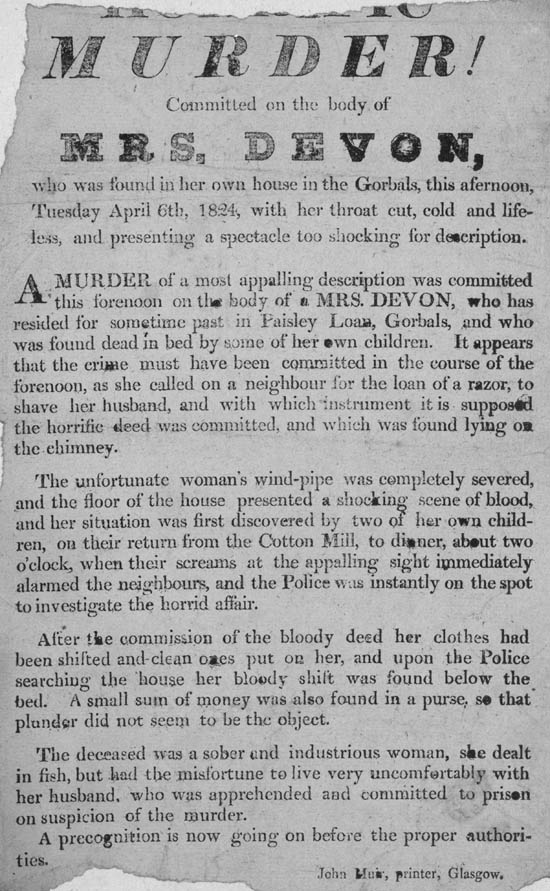 MURDER!
Committed on the body of
MRS. DEVON,
who was found in her own house in the Gorbals, this afernoon,
Tuesday April 6th, 1824, with her throat cut, cold and life-
less, and presenting a spectacle too shocking for description.
A MURDER of a most appalling description was committed
this forenoon on the body of a MRS. DEVON, who has
resided for sometime past in Paisley Loan, Gorbals, and who
was found dead in bed by some of her own children. It appears
that the crime must have been committed in the course of the
forenoon, as she called on a neighbour for the loan of a razor, to
shave her husband, and with which instrument it is supposed
the horrific deed was committed, and which was found lying on
the chimney.
The unfortunate woman's wind-pipe was completely severed,
and the floor of the house presented a shocking scene of blood,
and her situation was first discovered by two of her own child-
ren, on their return from the Cotton Mill, to dinner, about two
o'clock, when their screams at the appalling sight immediately
alarmed the neighbours, and the Police was instantly on the spot
to investigate the horrid affair.
After the commission of the bloody deed her clothes had
been shifted and clean ones put on her, and upon the Police
searching the house her bloody shift was found below the
bed. A small sum of money was also found in a purse, so that
plunder did not seem to be the object.
The deceased was a sober and industrious woman, she dealt
in fish, but had the misfortune to live very uncomfortably with
her husband, who was apprehended and committed to prison
on suspicion of the murder.
A precognition is now going on before the proper authori-
ties.
John Muir, printer, Glasgow.